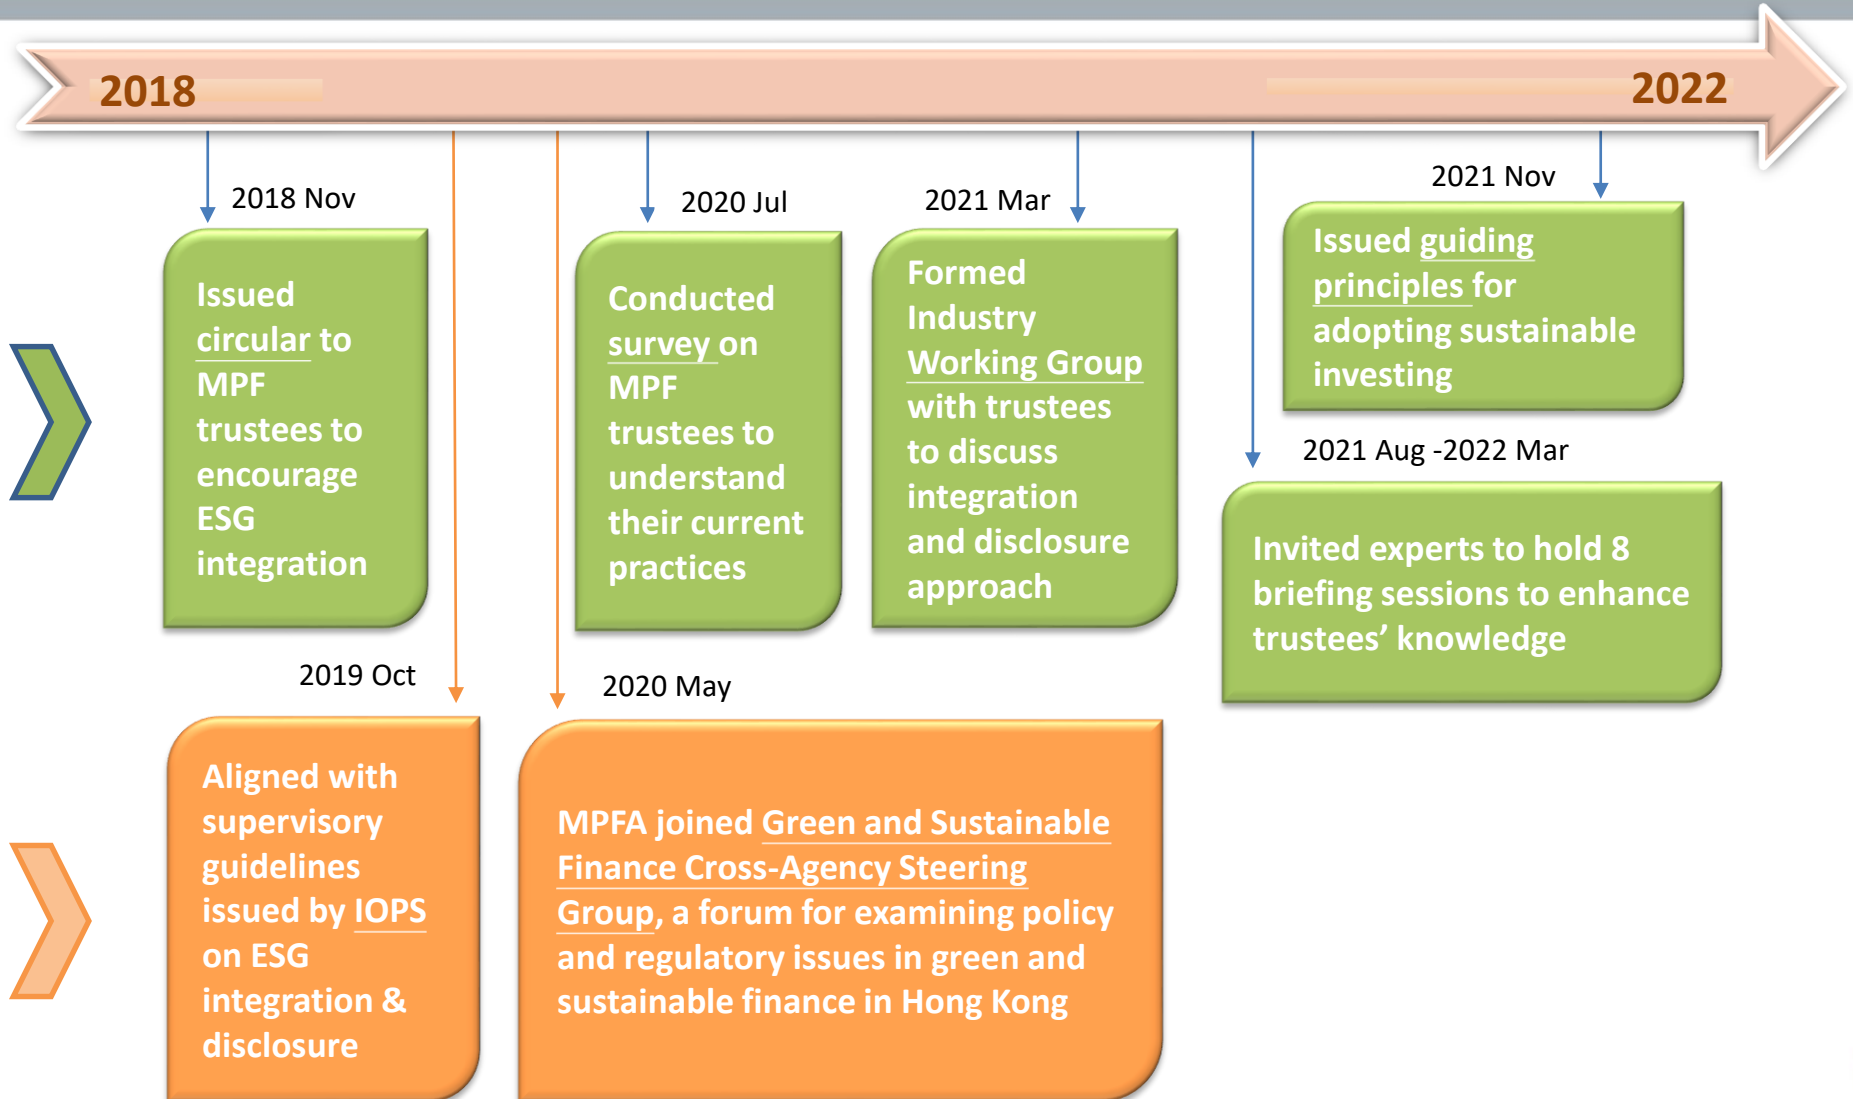 2018
2022
2018 Nov
Issued
circular to
MPF
trustees to
encourage
ESG
integration
2020 Jul
Conducted
survey on
MPF
trustees to
understand
their current
practices
2021 Mar
Formed
Industry
Working Group
with trustees
to discuss
integration
and disclosure
approach
2021 Nov
Issued guiding
principles for
adopting sustainable
investing
2021 Aug -2022 Mar
Invited experts to hold 8
briefing sessions to enhance
trustees’ knowledge
2019 Oct
Aligned with
supervisory
guidelines
issued by IOPS
on ESG
integration &
disclosure
2020 May
MPFA joined Green and Sustainable
Finance Cross-Agency Steering
Group, a forum for examining policy
and regulatory issues in green and
sustainable finance in Hong Kong